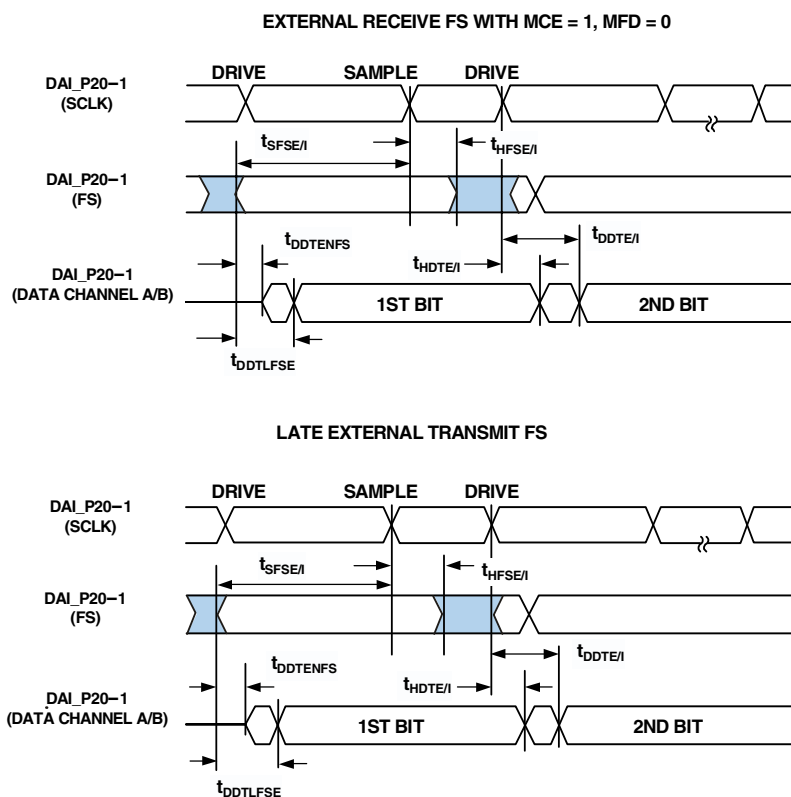 EXTERNAL RECEIVE FS WITH MCE = 1, MFD = 0
DAI_P20–1
(SCLK)
DRIVE SAMPLE DRIVE
tSFSE/I tHFSE/I
DAI_P20–1
(FS)
tDDTENFS tHDTE/I tDDTE/I
DAI_P20–1
(DATA CHANNEL A/B)
1ST BIT 2ND BIT
tDDTLFSE
LATE EXTERNAL TRANSMIT FS
DRIVE SAMPLE DRIVE
DAI_P20–1
(SCLK)
tSFSE/I tHFSE/I
DAI_P20–1
(FS)
tDDTENFS tHDTE/I tDDTE/I
DAI_P20–1
(DATA CHANNEL A/B)
1ST BIT 2ND BIT
tDDTLFSE